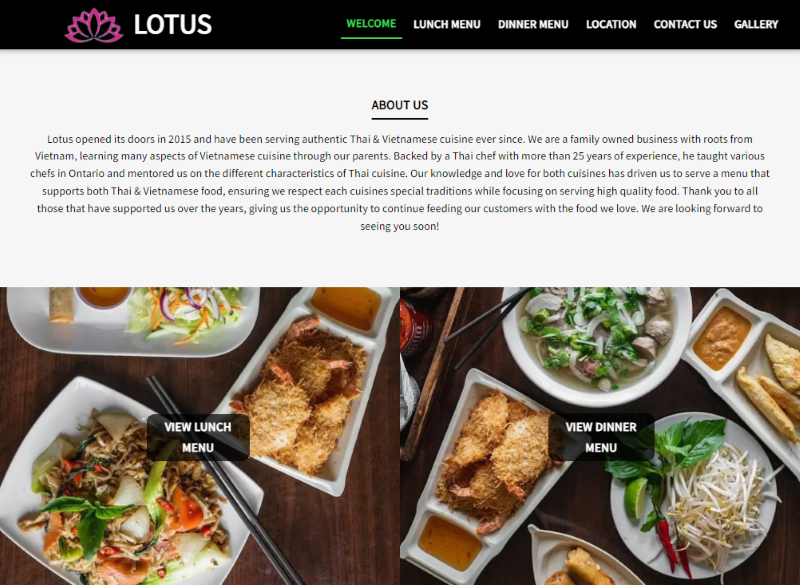 LOTUS
WELCOME LUNCH MENU DINNER MENU LOCATION CONTACT US GALLERY
ABOUT US
Lotus opened its doors in 2015 and have been serving authentic Thai & Vietnamese cuisine ever since. We are a family owned business with roots from
Vietnam, learning many aspects of Vietnamese cuisine through our parents. Backed by a Thai chef with more than 25 years of experience, he taught various
chefs in Ontario and mentored us on the different characteristics of Thai cuisine. Our knowledge and love for both cuisines has driven us to serve a menu that
supports both Thai & Vietnamese food, ensuring we respect each cuisines special traditions while focusing on serving high quality food. Thank you to all
those that have supported us over the years, giving us the opportunity to continue feeding our customers with the food we love. We are looking forward to
seeing you soon!
VIEW LUNCH
MENU
VIEW DINNER
MENU